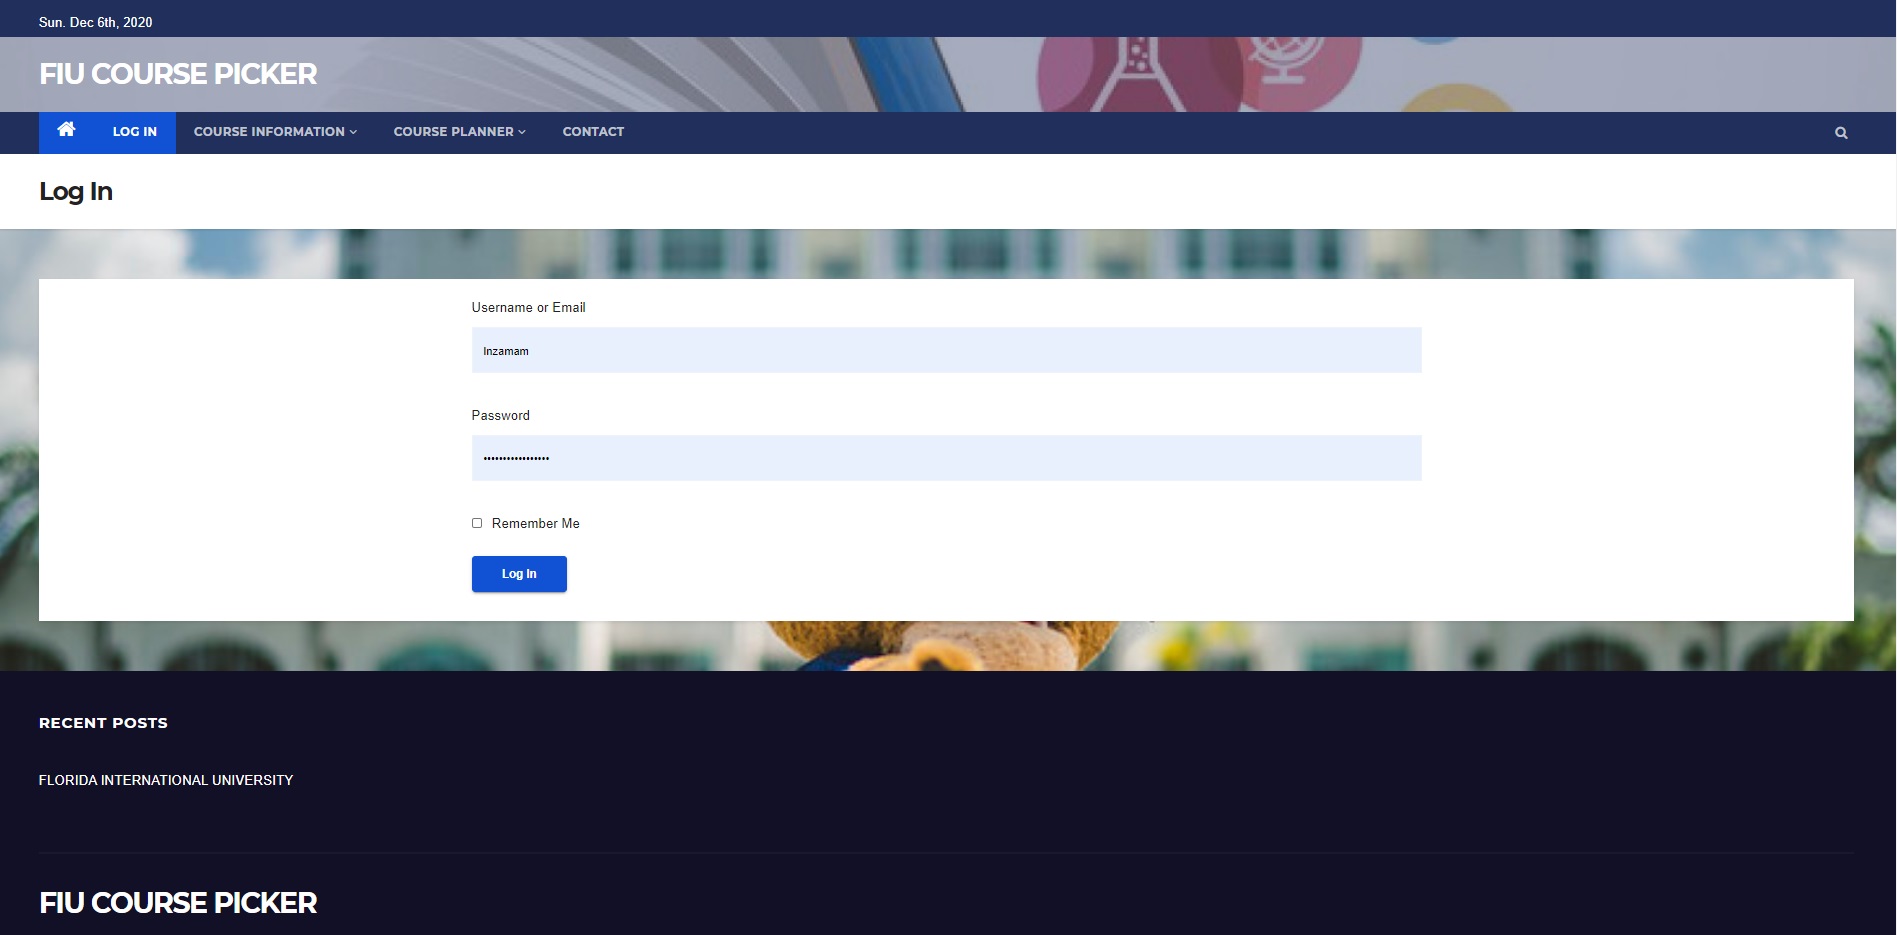 Sun. Dec 6th, 2020
FIU COURSE PICKER
LOG IN COURSE INFORMATION COURSE PLANNER CONTACT
Log In
Username or Email
Inzamam
Password
•••••••••••••••••
Remember Me
Log In
RECENT POSTS
FLORIDA INTERNATIONAL UNIVERSITY
FIU COURSE PICKER